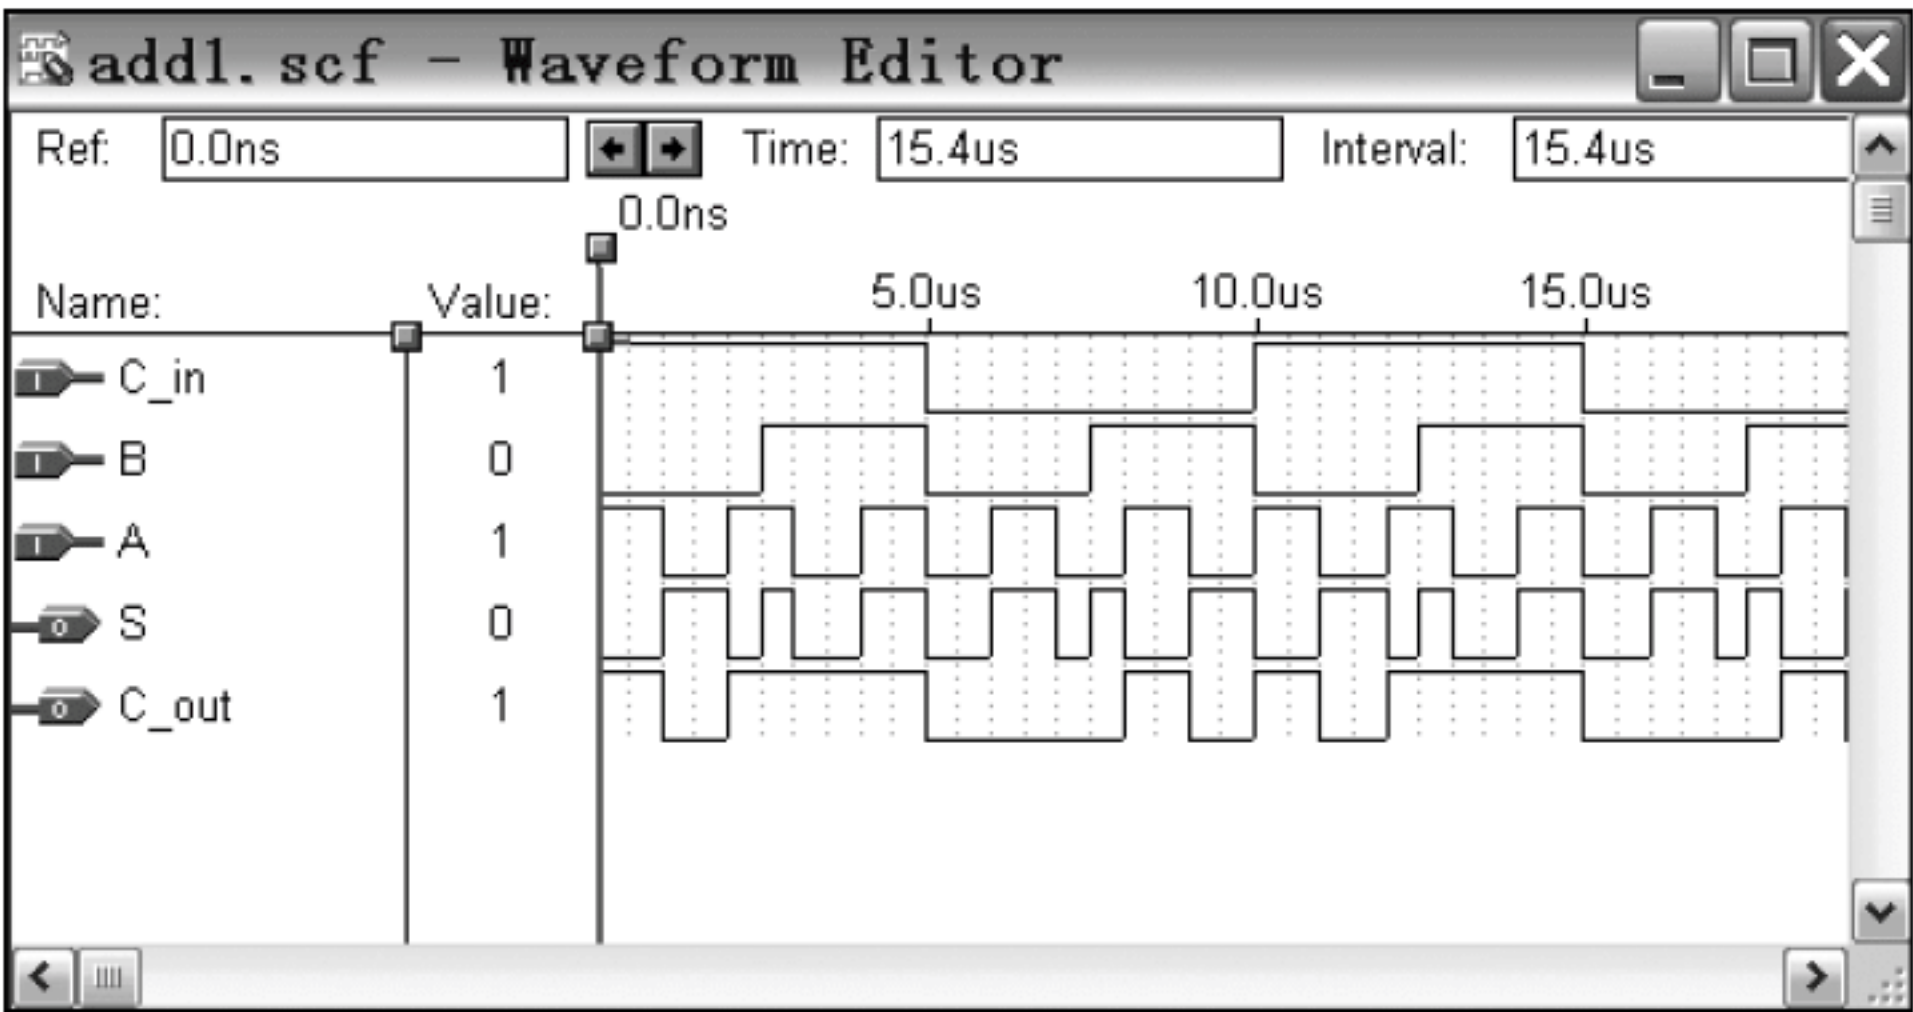 add1.scf - Waveform Editor
Ref: 0.0ns Time: 15.4us Interval: 15.4us
0.0ns
Name: Value: 5.0us 10.0us 15.0us
I C_in 1
I B 0
I A 1
O S 0
O C_out 1